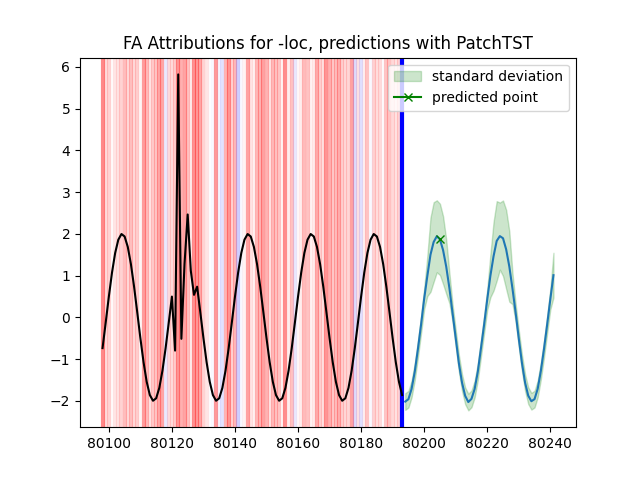 FA Attributions for -loc, predictions with PatchTST
standard deviation
predicted point
6
5
4
3
2
1
0
−1
−2
80100 80120 80140 80160 80180 80200 80220 80240